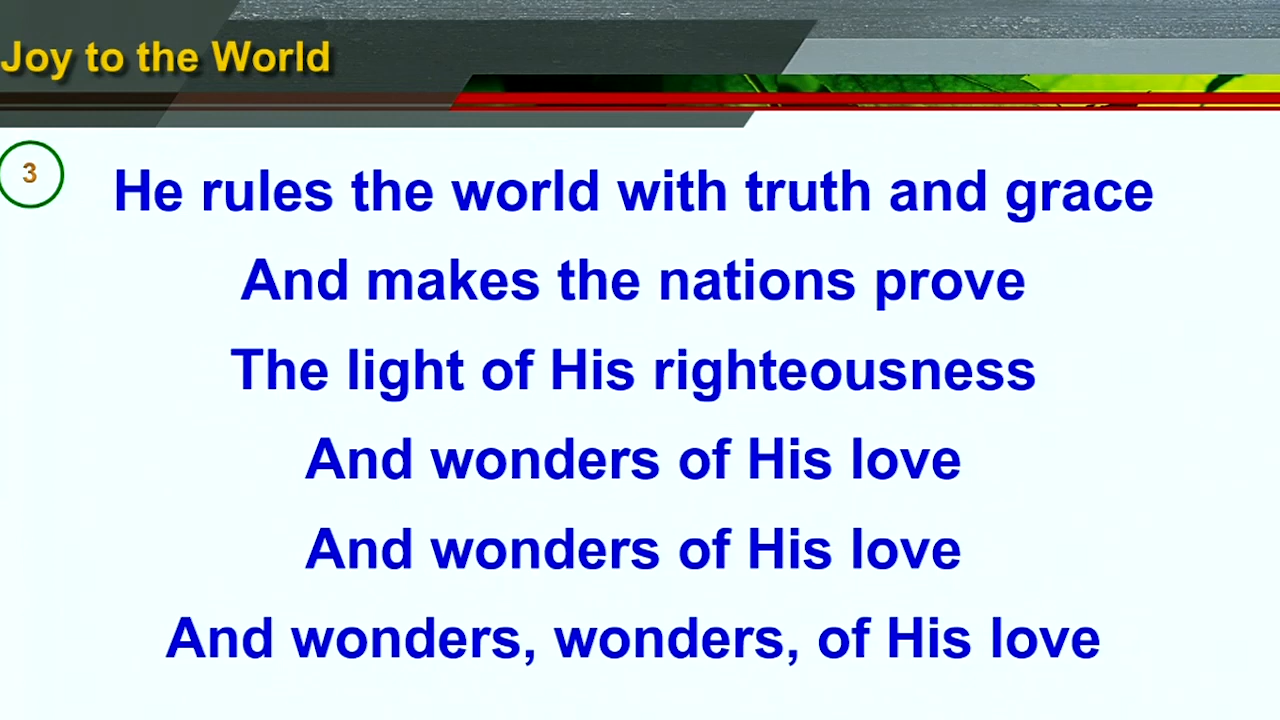 Joy to the World
3
He rules the world with truth and grace
And makes the nations prove
The light of His righteousness
And wonders of His love
And wonders of His love
And wonders, wonders, of His love